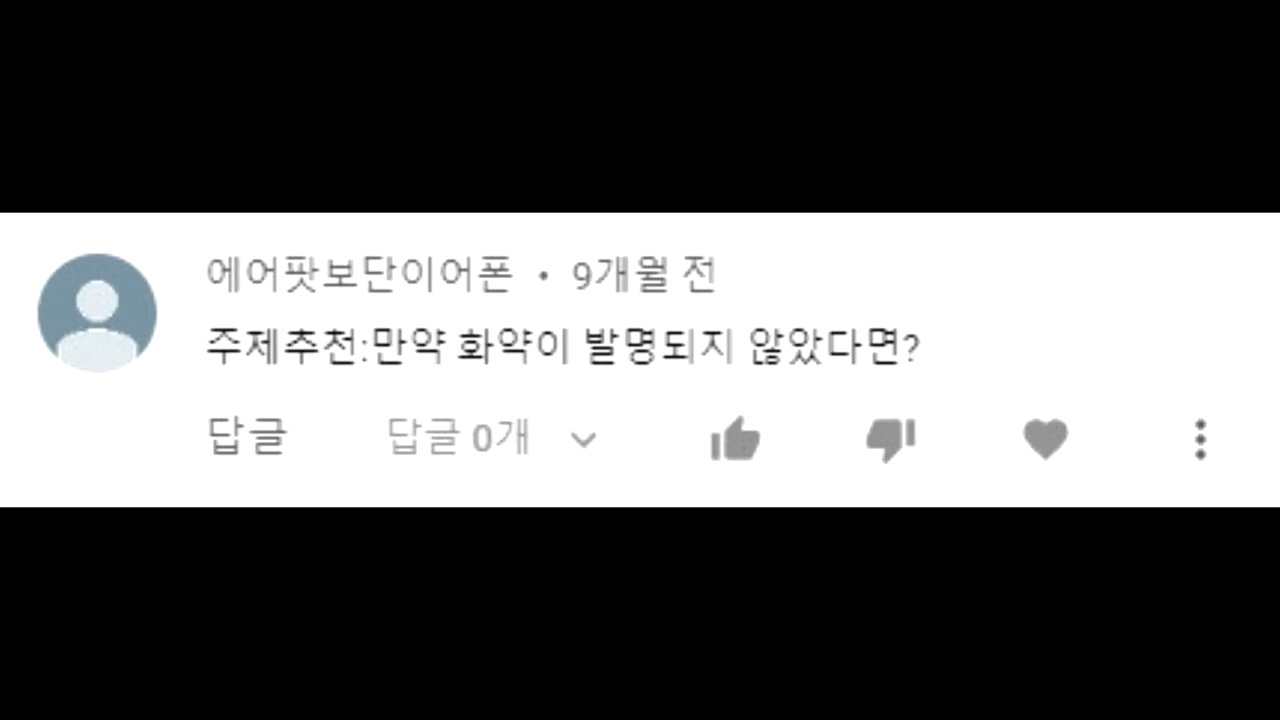 에어팟보단이어폰 • 9개월 전
주제추천:만약 화약이 발명되지 않았다면?
답글 답글 0개